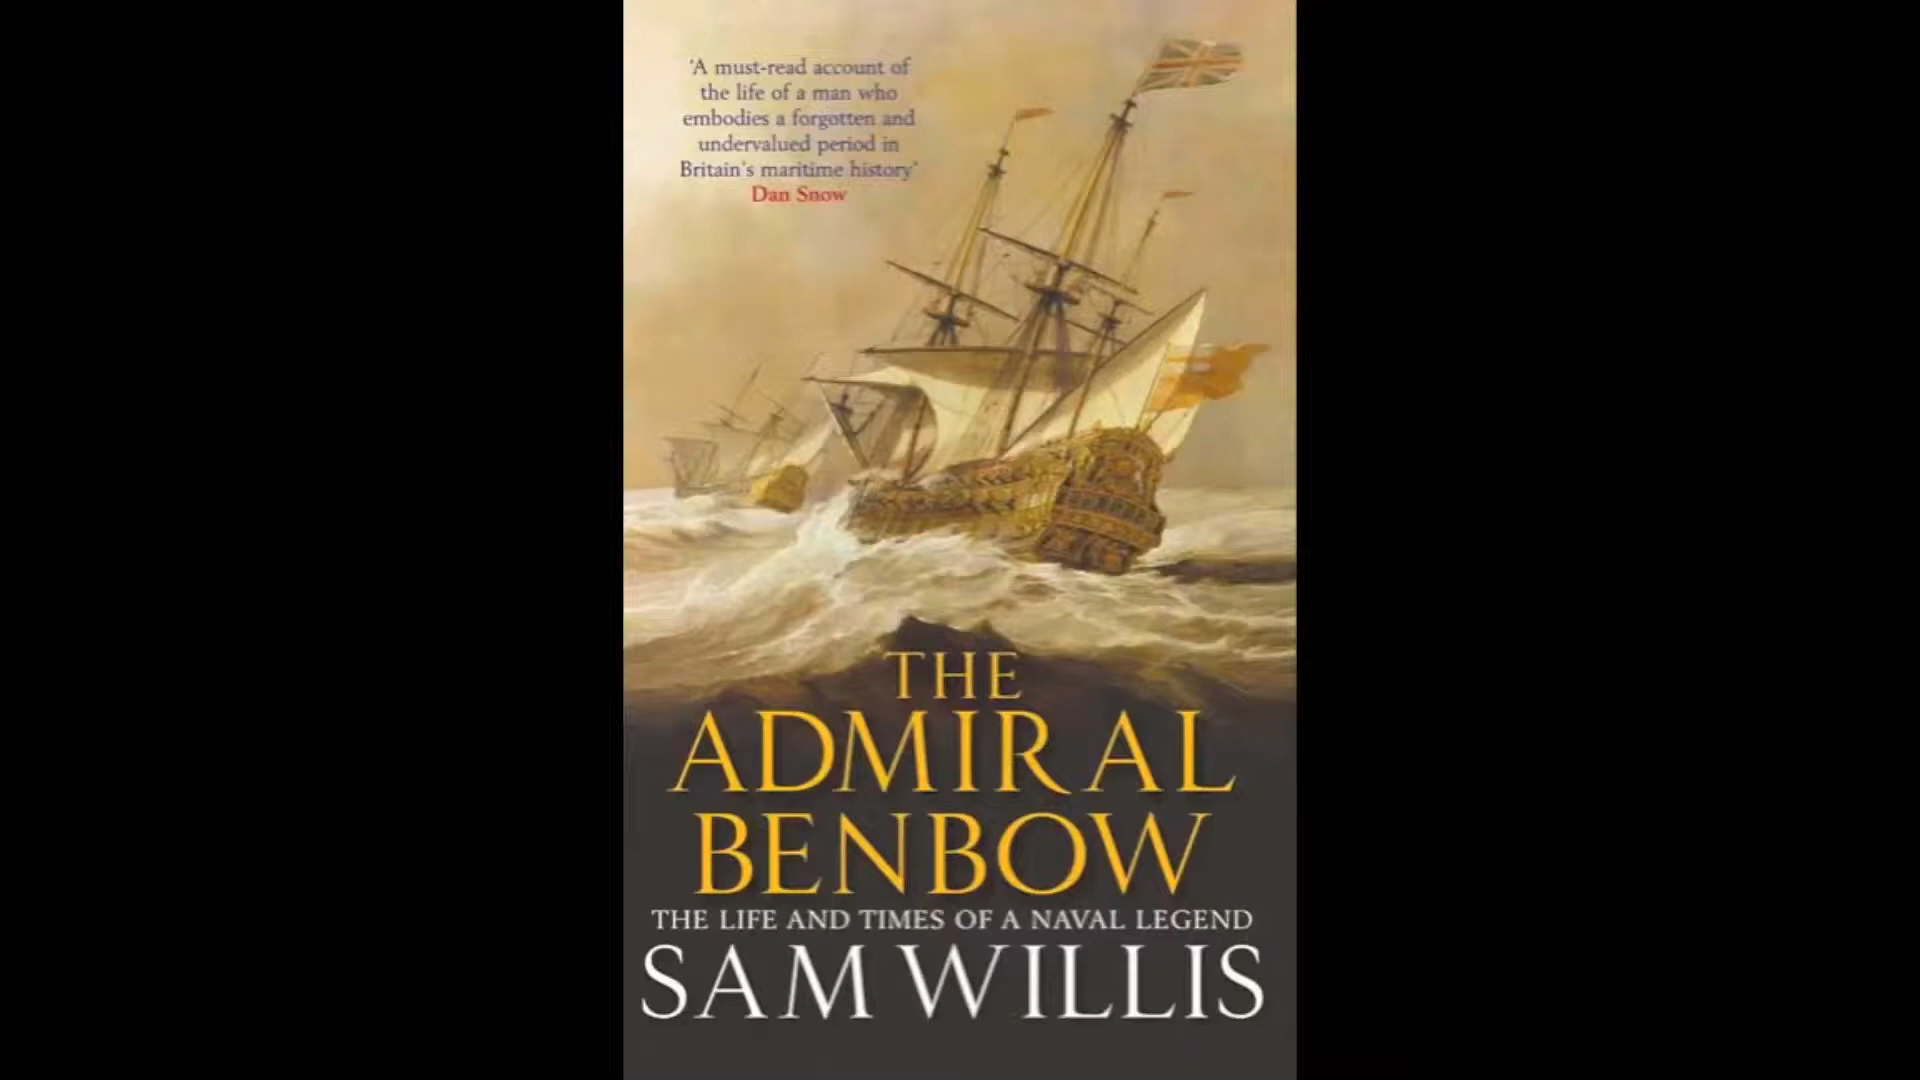 ‘A must-read account of
the life of a man who
embodies a forgotten and
undervalued period in
Britain's maritime history’
Dan Snow
THE
ADMIRAL
BENBOW
THE LIFE AND TIMES OF A NAVAL LEGEND
SAM WILLIS